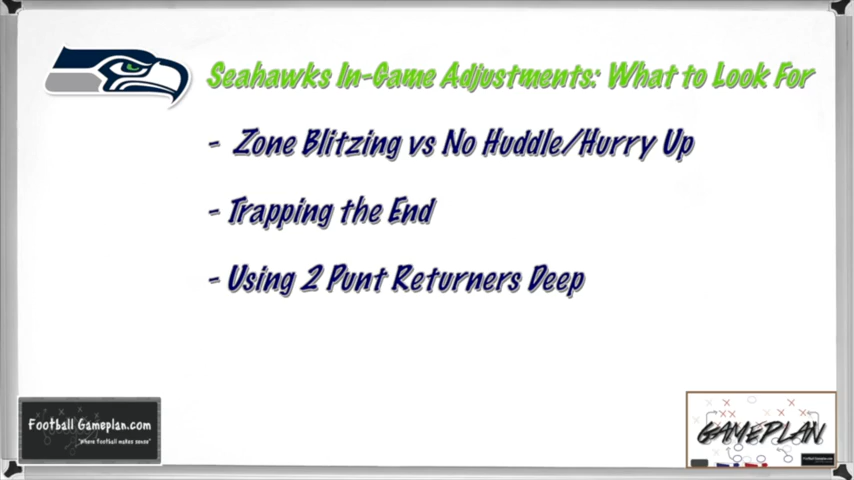 Seahawks In-Game Adjustments: What to Look For
- Zone Blitzing vs No Huddle/Hurry Up
- Trapping the End
- Using 2 Punt Returners Deep
Football Gameplan.com
"Where football makes sense"
GAMEPLAN